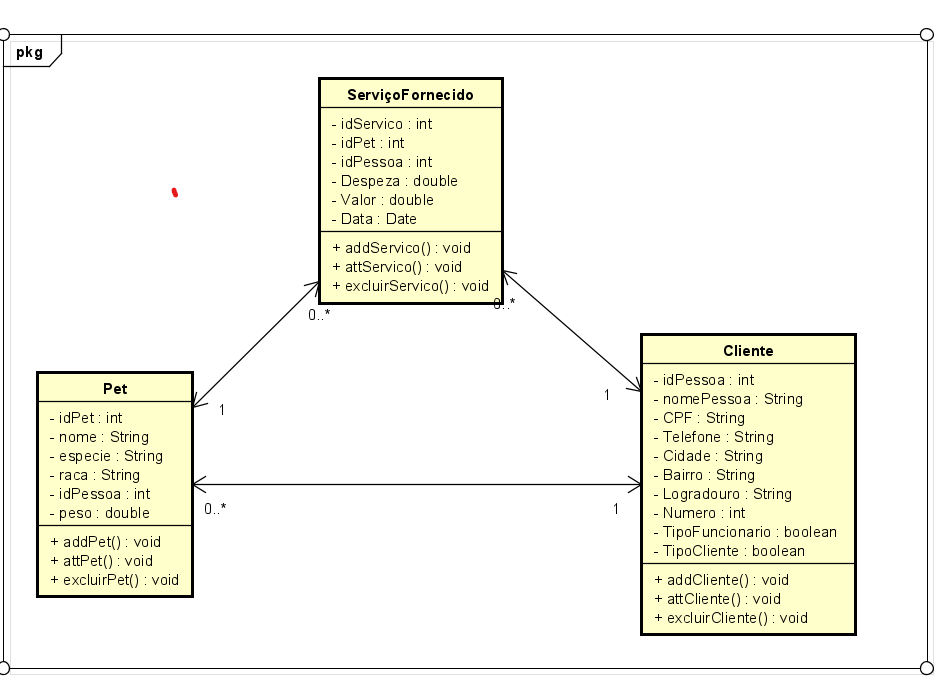 pkg
ServiçoFornecido
- idServico : int
- idPet : int
- idPessoa : int
- Despeza : double
- Valor : double
- Data : Date
+ addServico() : void
+ attServico() : void
+ excluirServico() : void
0..*
0..*
Pet
- idPet : int
- nome : String
- especie : String
- raca : String
- idPessoa : int
- peso : double
+ addPet() : void
+ attPet() : void
+ excluirPet() : void
1
0..*
1
1
Cliente
- idPessoa : int
- nomePessoa : String
- CPF : String
- Telefone : String
- Cidade : String
- Bairro : String
- Logradouro : String
- Numero : int
- TipoFuncionario : boolean
- TipoCliente : boolean
+ addCliente() : void
+ attCliente() : void
+ excluirCliente() : void